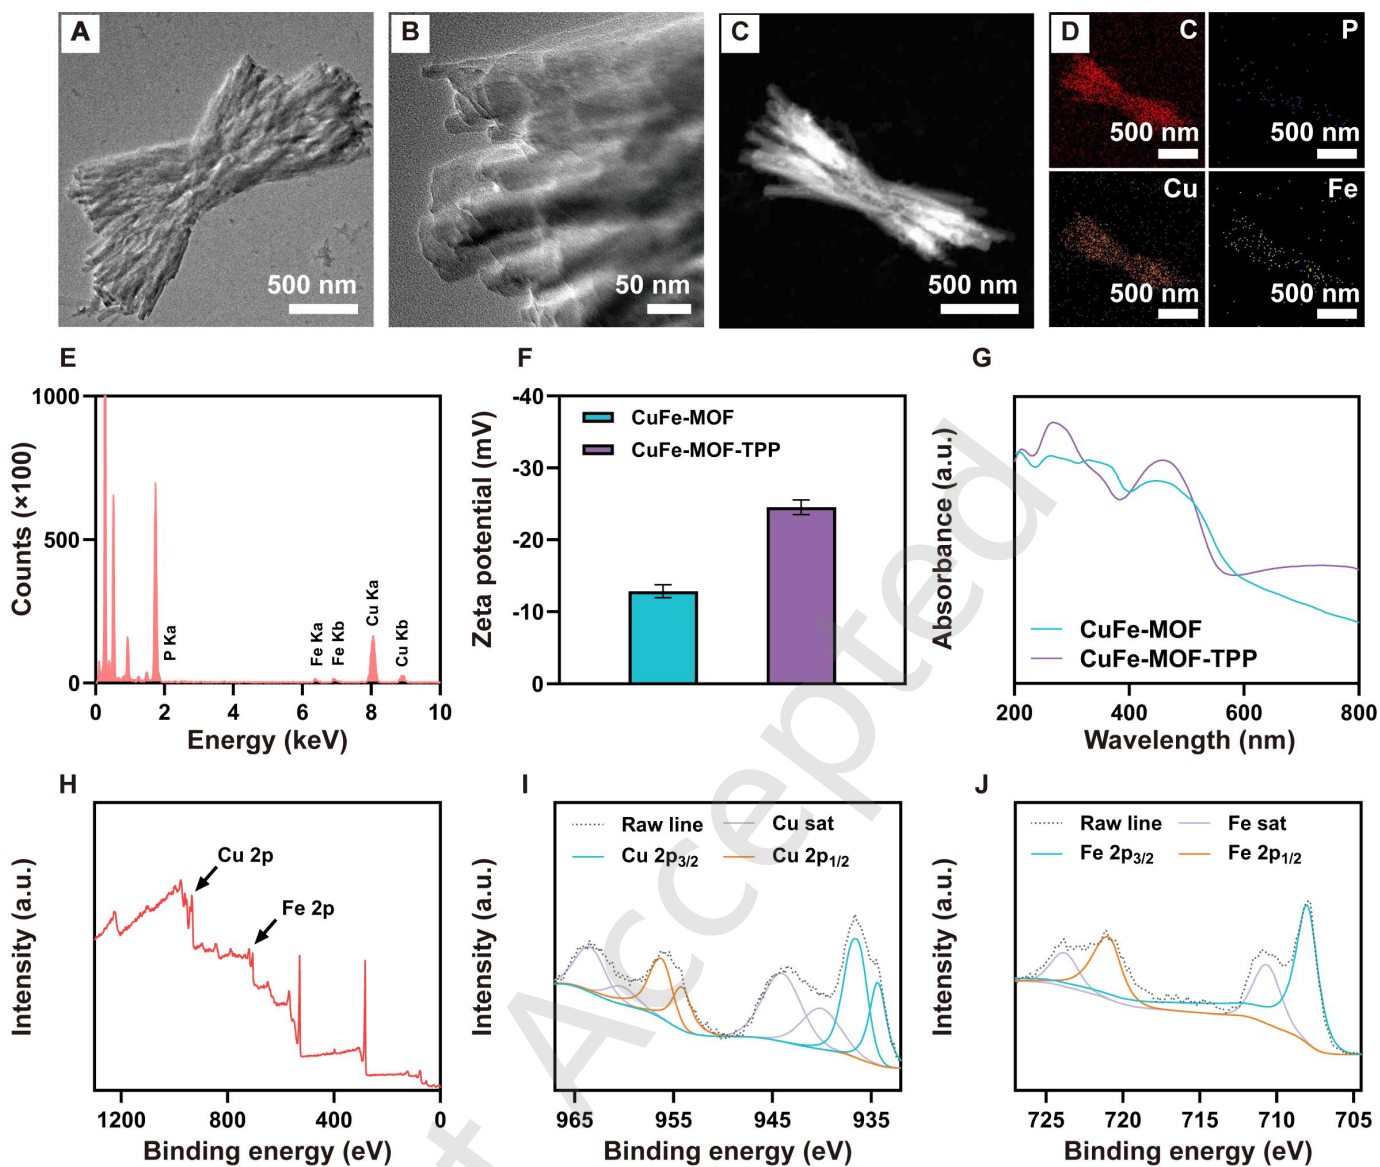 A
500 nm
B
50 nm
C
500 nm
D
C
500 nm
P
500 nm
Cu
500 nm
Fe
500 nm
E
Counts (×100)
1000
500
0
P Ka
Fe Ka
Fe Kb
Cu Ka
Cu Kb
0 2 4 6 8 10
Energy (keV)
F
Zeta potential (mV)
-40
-30
-20
-10
0
CuFe-MOF
CuFe-MOF-TPP
G
Absorbance (a.u.)
CuFe-MOF
CuFe-MOF-TPP
200 400 600 800
Wavelength (nm)
H
Intensity (a.u.)
Cu 2p
Fe 2p
1200 800 400 0
Binding energy (eV)
I
Intensity (a.u.)
Raw line Cu sat
Cu 2p3/2 Cu 2p1/2
965 955 945 935
Binding energy (eV)
J
Intensity (a.u.)
Raw line Fe sat
Fe 2p3/2 Fe 2p1/2
725 720 715 710 705
Binding energy (eV)
Accepted